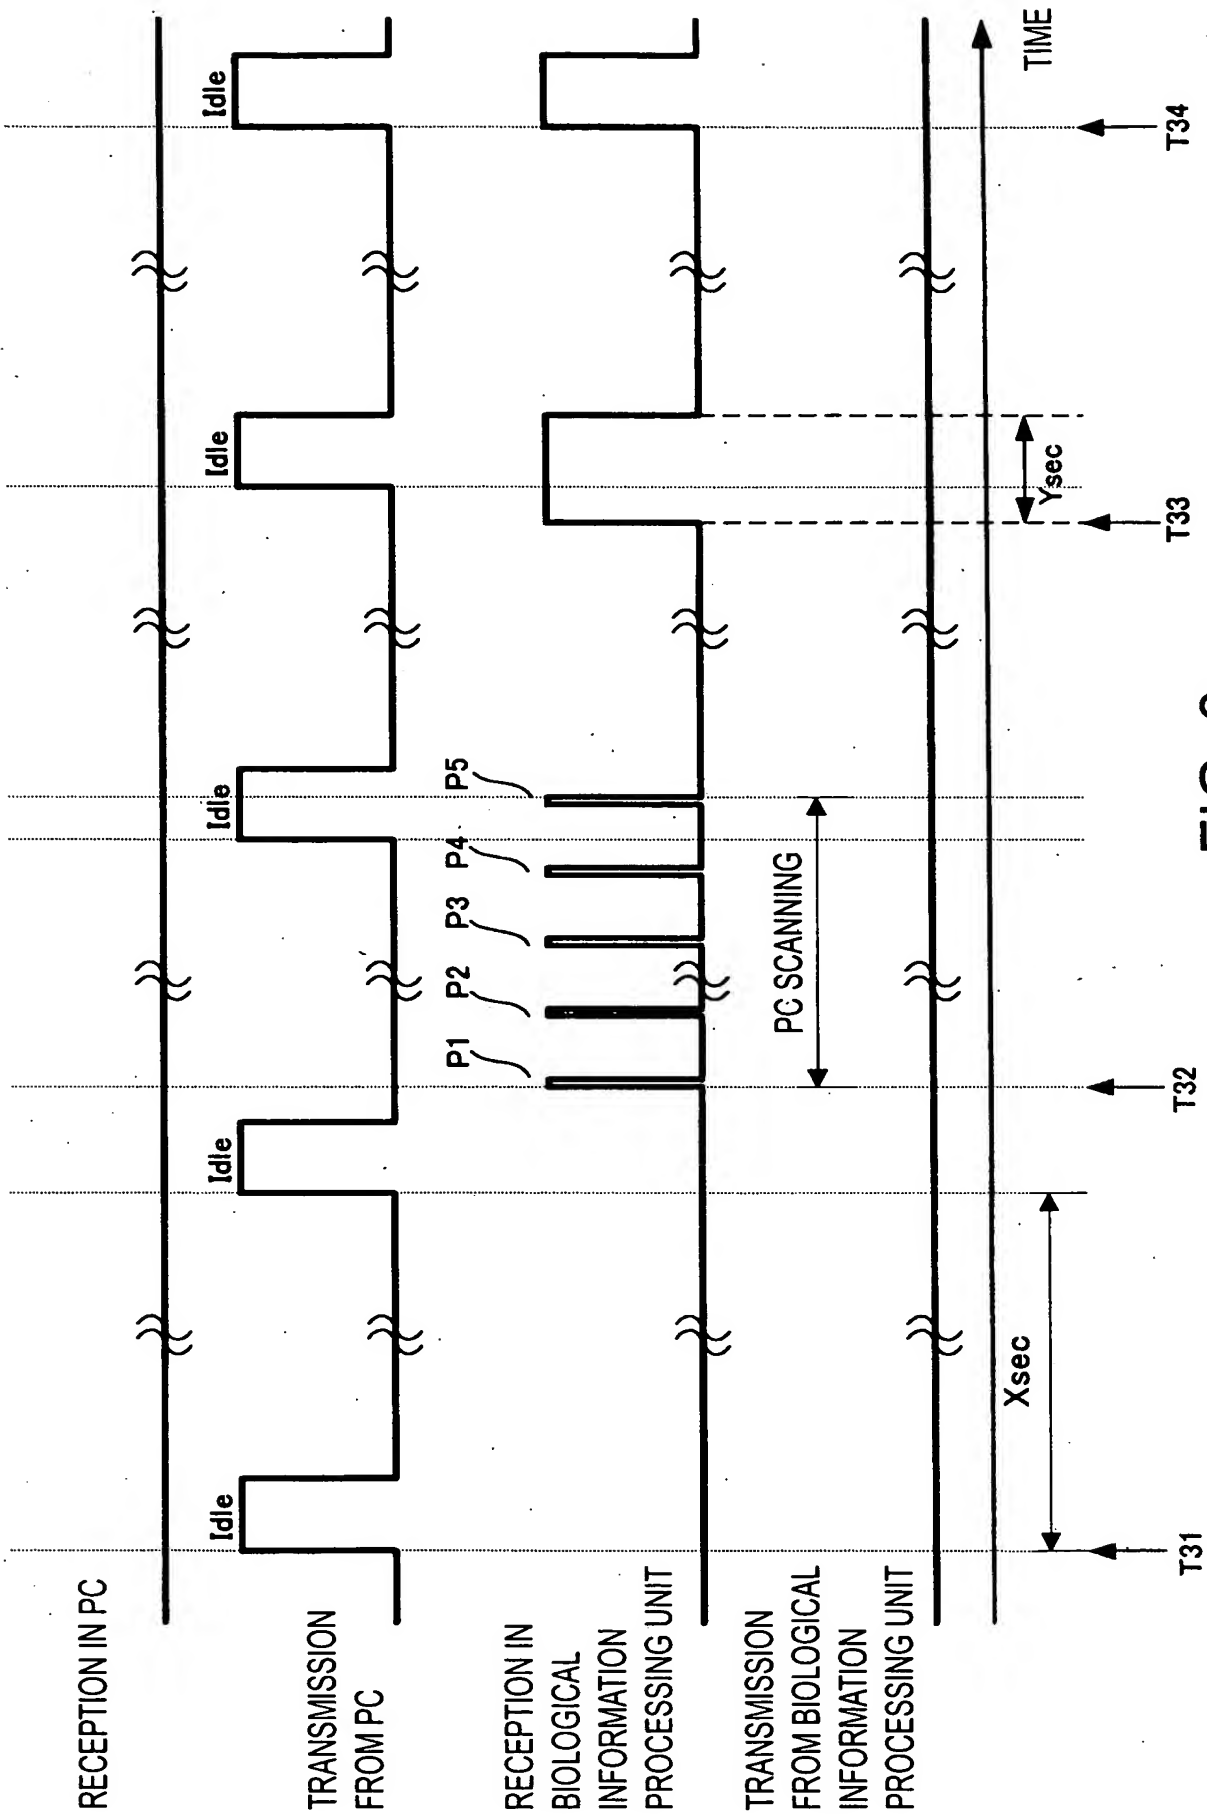 RECEPTION IN PC
TRANSMISSION
FROM PC
Idle
Idle
Idle
Idle
Idle
RECEPTION IN
BIOLOGICAL
INFORMATION
PROCESSING UNIT
P1
P2
P3
P4
P5
PC SCANNING
TRANSMISSION
FROM BIOLOGICAL
INFORMATION
PROCESSING UNIT
Xsec
Ysec
TIME
T31
T32
T33
T34
FIG.